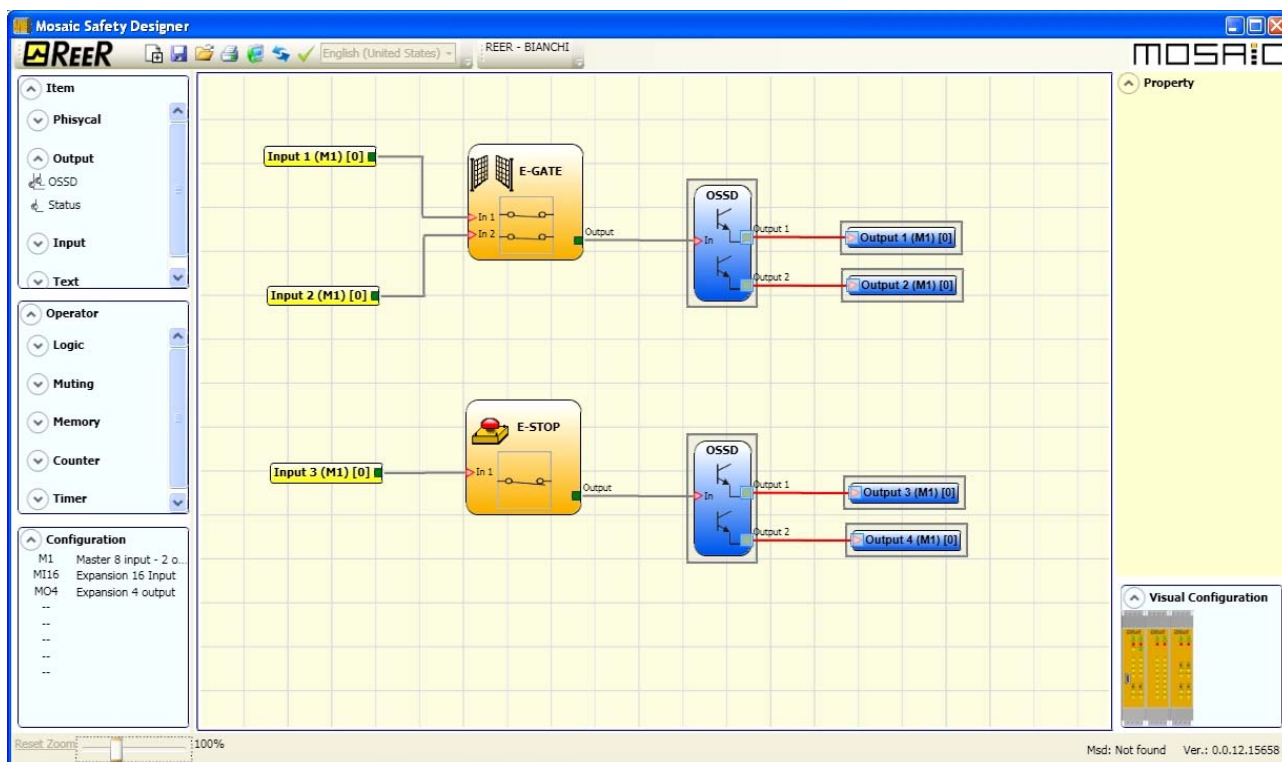 Mosaic Safety Designer
REER
English (United States)
REER - BIANCHI
MOSAIC
Item
Phisycal
Output
OSSD
Status
Input
Text
Operator
Logic
Muting
Memory
Counter
Timer
Configuration
M1 Master 8 input - 2 o...
MI16 Expansion 16 Input
MO4 Expansion 4 output
--
--
--
--
--
Input 1 (M1) [0]
Input 2 (M1) [0]
E-GATE
In 1
In 2
Output
OSSD
In
Output 1
Output 2
Output 1 (M1) [0]
Output 2 (M1) [0]
Input 3 (M1) [0]
E-STOP
In 1
Output
OSSD
In
Output 1
Output 2
Output 3 (M1) [0]
Output 4 (M1) [0]
Property
Visual Configuration
Reset Zoom
100%
Msd: Not found Ver.: 0.0.12.15658